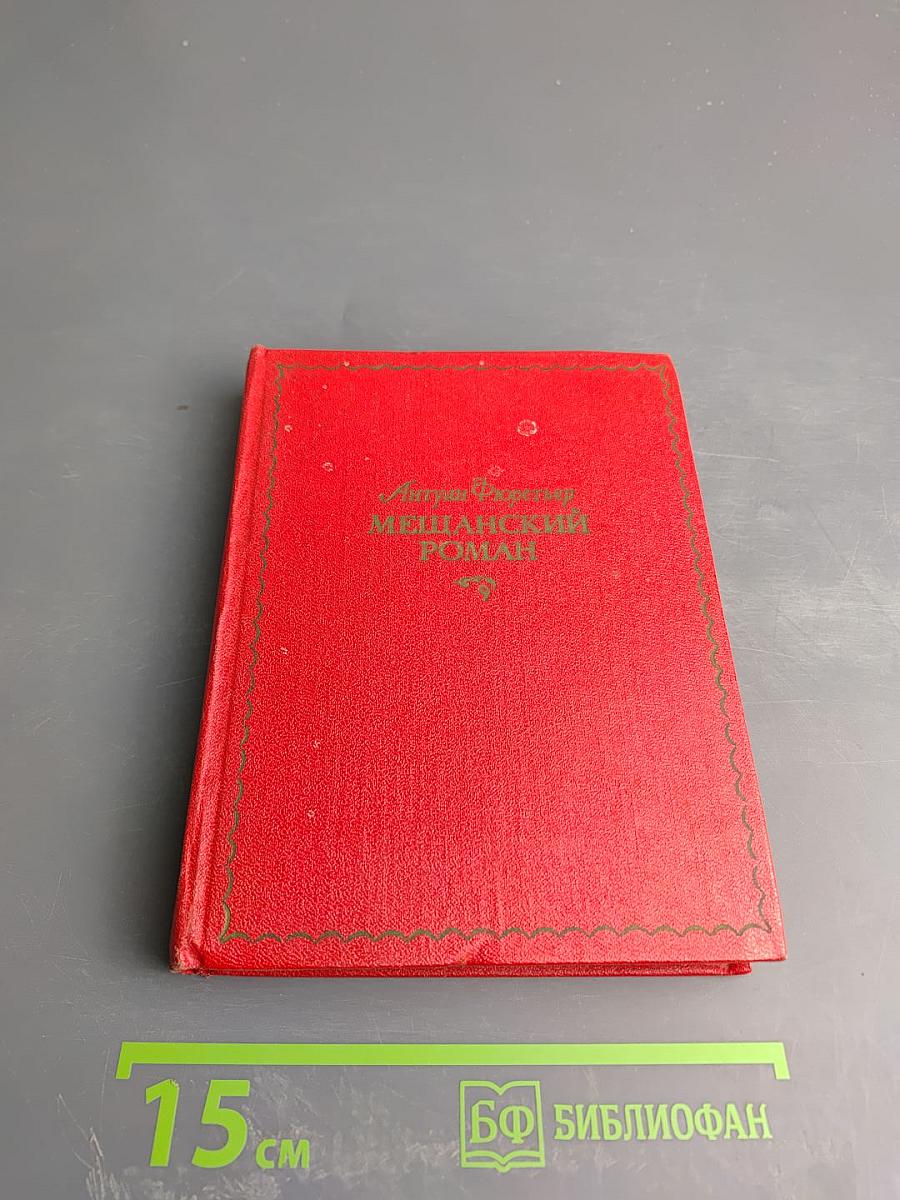 Антуан Фюретьер
МЕЩАНСКИЙ
РОМАН
15 см
БФ БИБЛИОФАН